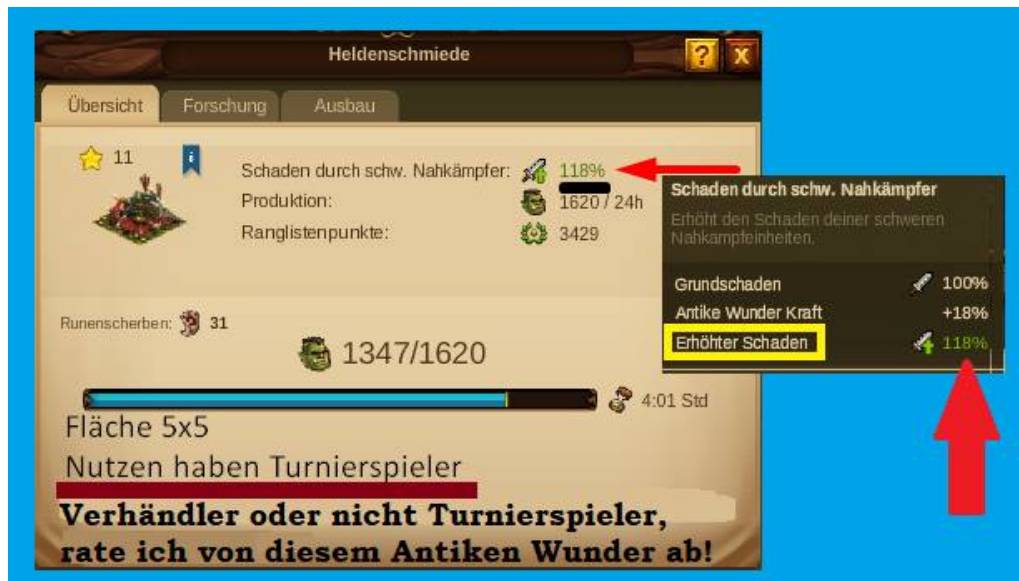 Heldenschmiede
?
X
Übersicht Forschung Ausbau
11
i
Schaden durch schw. Nahkämpfer: 118%
Produktion: 1620 / 24h
Ranglistenpunkte: 3429
Schaden durch schw. Nahkämpfer
Erhöht den Schaden deiner schweren
Nahkampfeinheiten.
Grundschaden 100%
Antike Wunder Kraft +18%
Erhöhter Schaden 118%
Runenscherben: 31
1347/1620
4:01 Std
Fläche 5x5
Nutzen haben Turnierspieler
Verhändler oder nicht Turnierspieler,
rate ich von diesem Antiken Wunder ab!